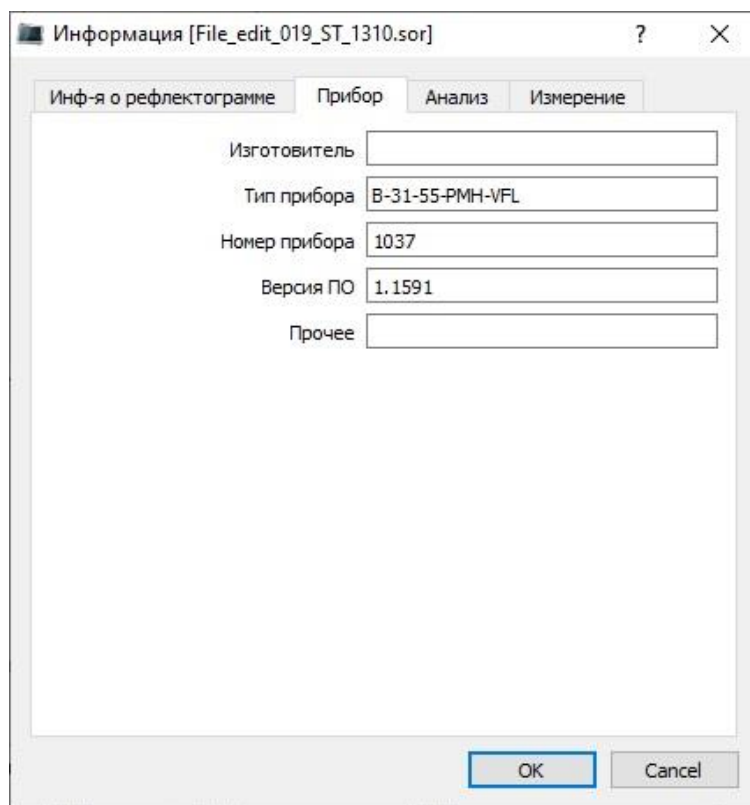 Информация [File_edit_019_ST_1310.sor] ? ×
Инф-я о рефлектограмме Прибор Анализ Измерение
Изготовитель
Тип прибора B-31-55-PMH-VFL
Номер прибора 1037
Версия ПО 1.1591
Прочее
OK Cancel